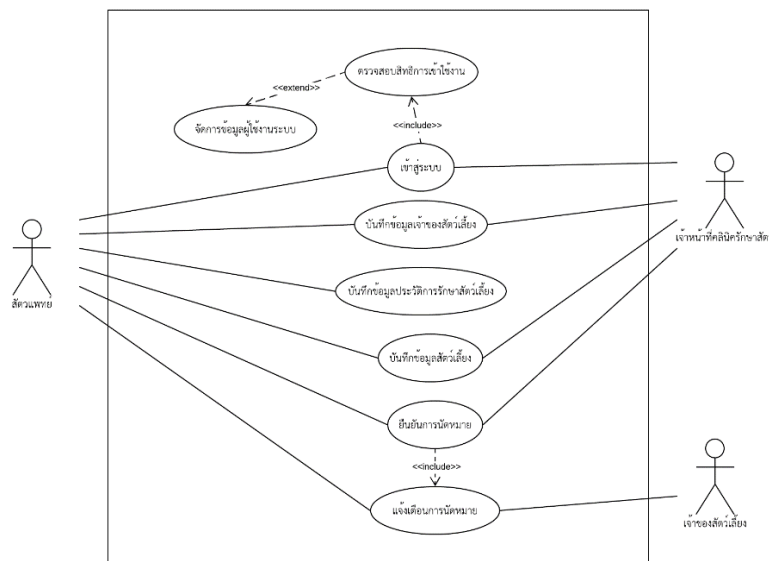 ตรวจสอบสิทธิการเข้าใช้งาน
<<extend>>
จัดการข้อมูลผู้ใช้งานระบบ
<<include>>
เข้าสู่ระบบ
บันทึกข้อมูลเจ้าของสัตว์เลี้ยง
เจ้าหน้าที่คลินิครักษาสัต
บันทึกข้อมูลประวัติการรักษาสัตว์เลี้ยง
สัตวแพทย์
บันทึกข้อมูลสัตว์เลี้ยง
ยืนยันการนัดหมาย
<<include>>
แจ้งเตือนการนัดหมาย
เจ้าของสัตว์เลี้ยง